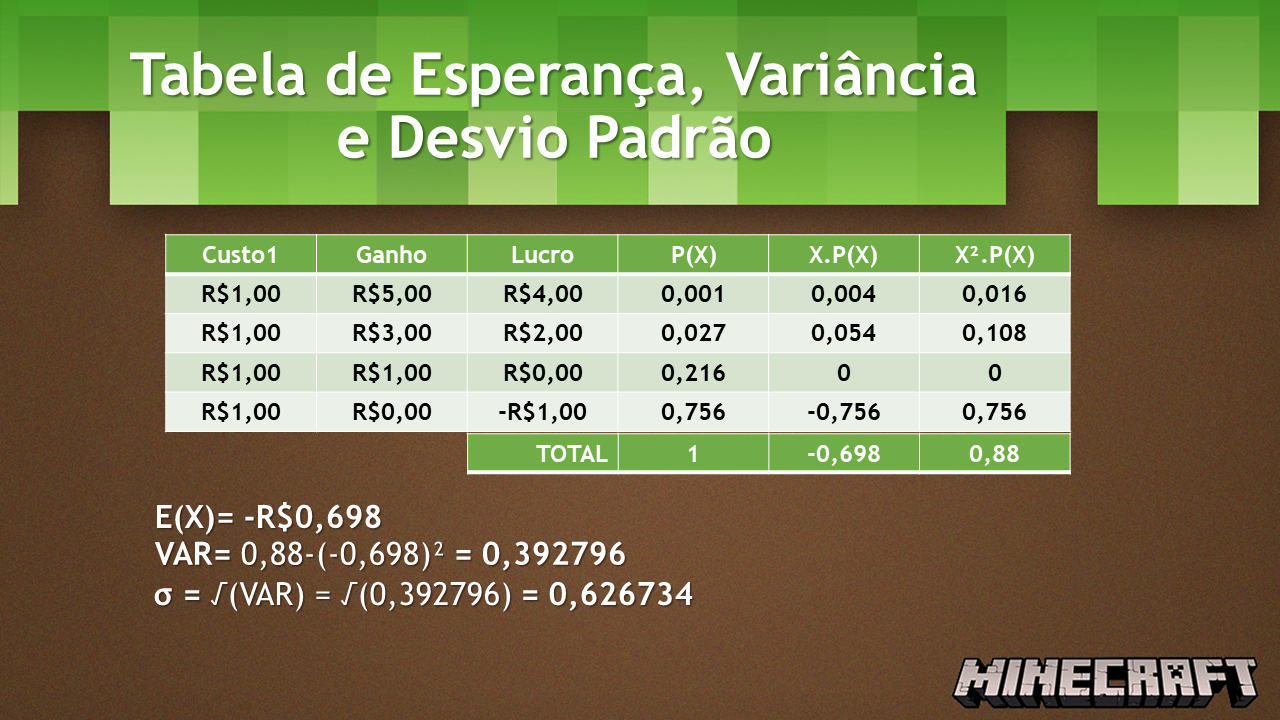 Tabela de Esperança, Variância
e Desvio Padrão
Custo1 Ganho Lucro P(X) X.P(X) X².P(X)
R$1,00 R$5,00 R$4,00 0,001 0,004 0,016
R$1,00 R$3,00 R$2,00 0,027 0,054 0,108
R$1,00 R$1,00 R$0,00 0,216 0 0
R$1,00 R$0,00 -R$1,00 0,756 -0,756 0,756
TOTAL 1 -0,698 0,88
E(X)= -R$0,698
VAR= 0,88-(-0,698)² = 0,392796
σ = √(VAR) = √(0,392796) = 0,626734
MINECRAFT